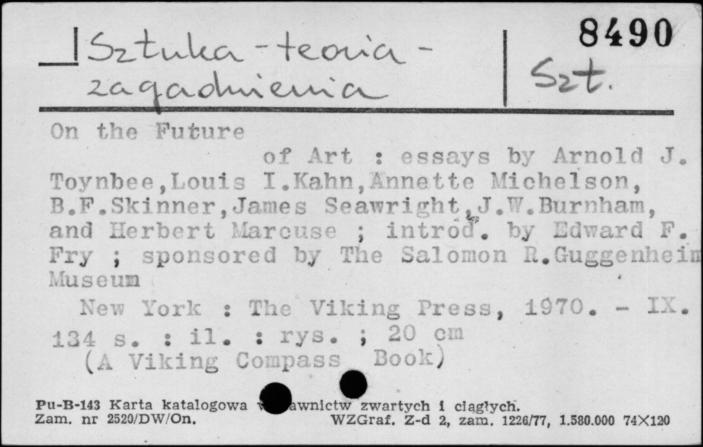 8490
Sztuka - teoria -
zagadnienia
Szt.
On the Future
of Art : essays by Arnold J.
Toynbee,Louis I.Kahn,Annette Michelson,
B.F.Skinner,James Seawright,J.W.Burnham,
and Herbert Marcuse ; introd. by Edward F.
Fry ; sponsored by The Salomon R.Guggenheim
Museum
New York : The Viking Press, 1970. - IX.
134 s. : il. : rys. ; 20 cm
(A Viking Compass Book)
Pu-B-143 Karta katalogowa zwartych i ciągłych.
Zam. nr 2520/DW/On. WZGraf. Z-d 2, zam. 1226/77, 1.580.000 74×120